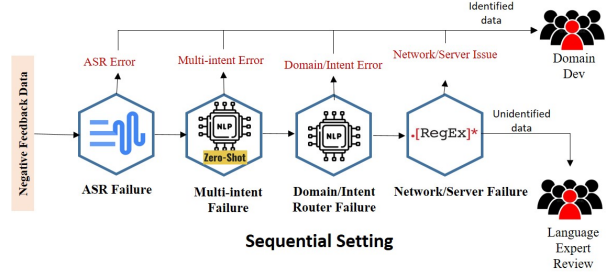 Identified
data
ASR Error
Multi-intent Error
Domain/Intent Error
Network/Server Issue
Domain
Dev
Negative Feedback Data
NLP
Zero-Shot
NLP
.[RegEx]*
Unidentified
data
ASR Failure
Multi-intent
Failure
Domain/Intent
Router Failure
Network/Server Failure
Language
Expert
Review
Sequential Setting